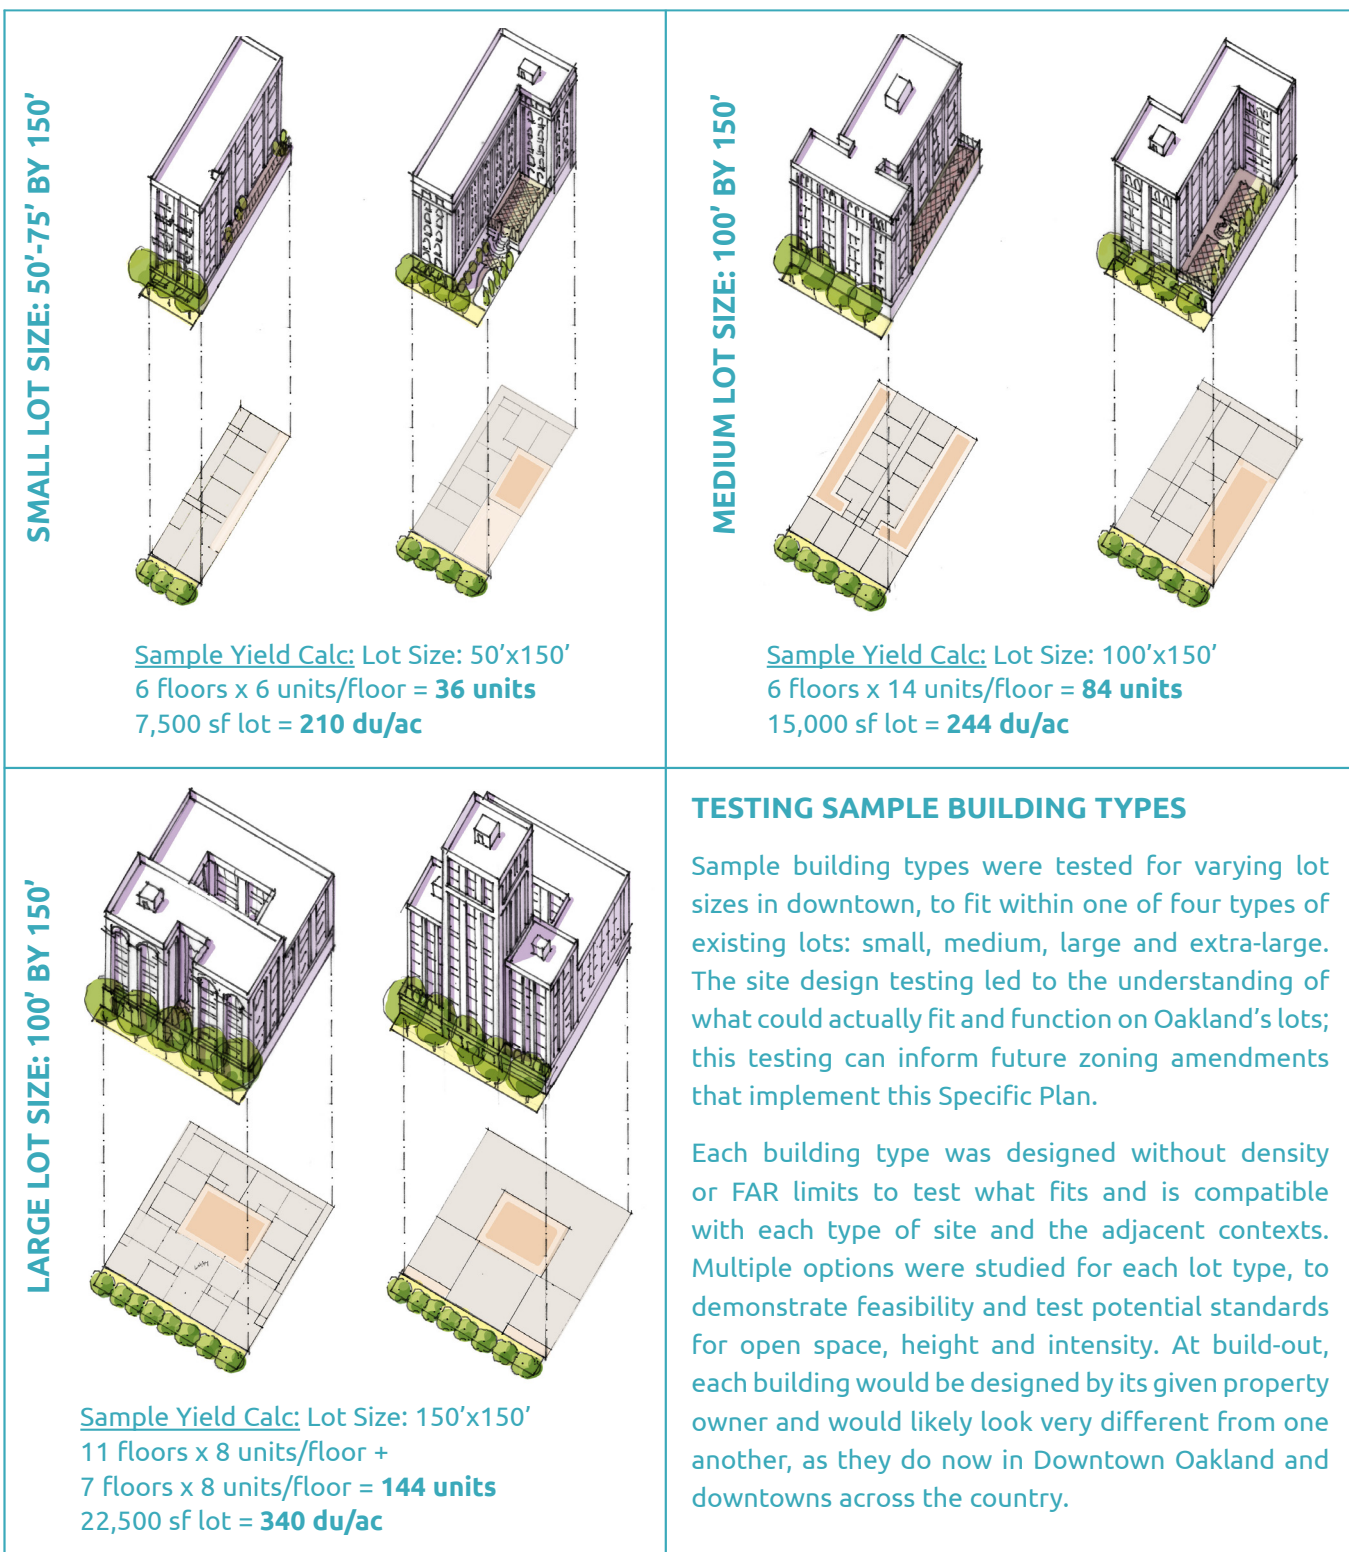 SMALL LOT SIZE: 50’-75’ BY 150’
Sample Yield Calc: Lot Size: 50’x150’
6 floors x 6 units/floor = 36 units
7,500 sf lot = 210 du/ac
MEDIUM LOT SIZE: 100’ BY 150’
Sample Yield Calc: Lot Size: 100’x150’
6 floors x 14 units/floor = 84 units
15,000 sf lot = 244 du/ac
LARGE LOT SIZE: 100’ BY 150’
Sample Yield Calc: Lot Size: 150’x150’
11 floors x 8 units/floor +
7 floors x 8 units/floor = 144 units
22,500 sf lot = 340 du/ac
TESTING SAMPLE BUILDING TYPES
Sample building types were tested for varying lot
sizes in downtown, to fit within one of four types of
existing lots: small, medium, large and extra-large.
The site design testing led to the understanding of
what could actually fit and function on Oakland’s lots;
this testing can inform future zoning amendments
that implement this Specific Plan.
Each building type was designed without density
or FAR limits to test what fits and is compatible
with each type of site and the adjacent contexts.
Multiple options were studied for each lot type, to
demonstrate feasibility and test potential standards
for open space, height and intensity. At build-out,
each building would be designed by its given property
owner and would likely look very different from one
another, as they do now in Downtown Oakland and
downtowns across the country.